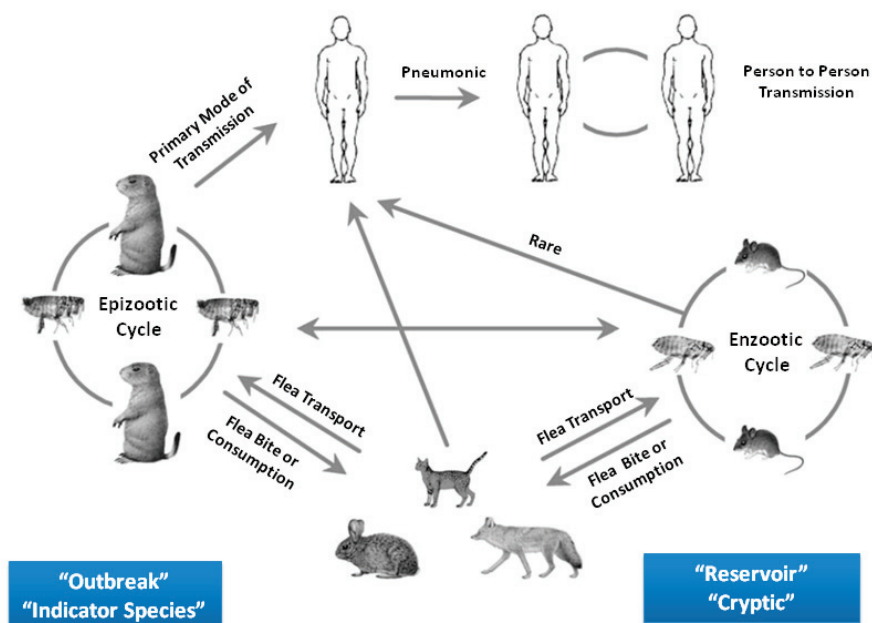 Pneumonic
Person to Person
Transmission
Primary Mode of
Transmission
Rare
Epizootic
Cycle
Enzootic
Cycle
Flea Transport
Flea Bite or
Consumption
Flea Transport
Flea Bite or
Consumption
“Outbreak”
“Indicator Species”
“Reservoir”
“Cryptic”